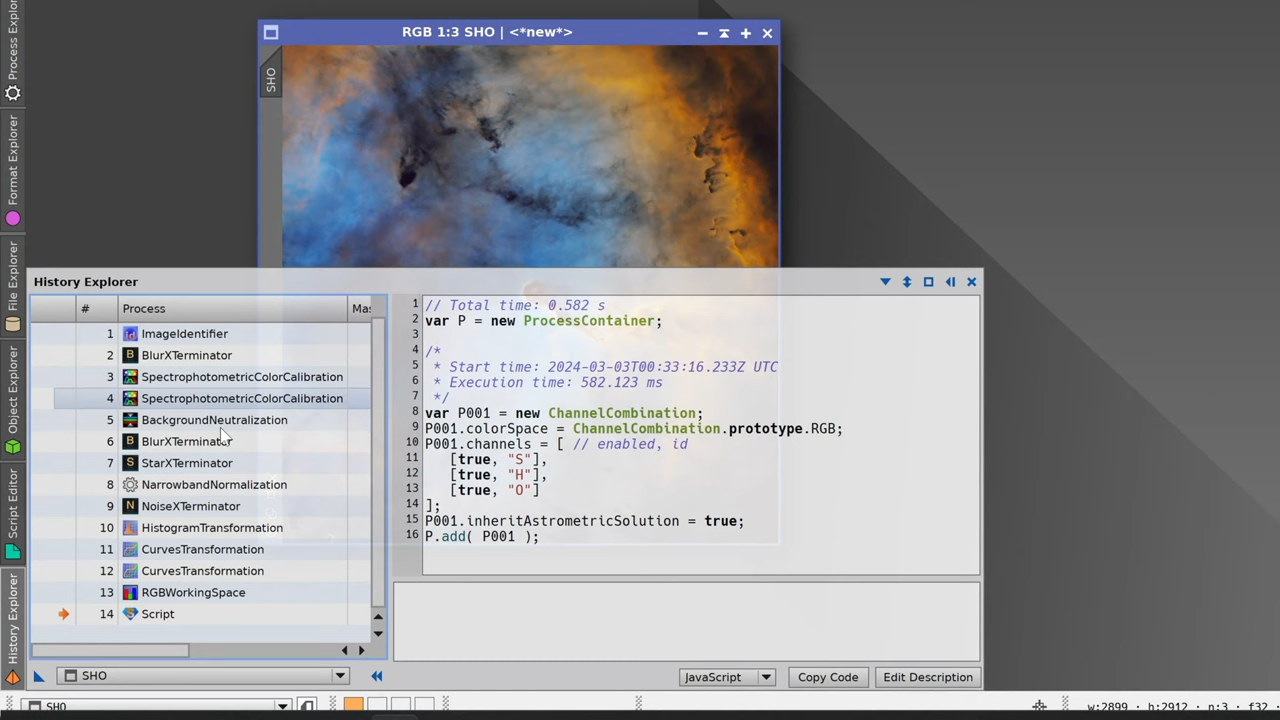 RGB 1:3 SHO | <*new*>
SHO
Process Explor
Format Explorer
File Explorer
Object Explorer
Script Editor
History Explorer
History Explorer
# Process Mas
1 ImageIdentifier
2 BlurXTerminator
3 SpectrophotometricColorCalibration
4 SpectrophotometricColorCalibration
5 BackgroundNeutralization
6 BlurXTerminator
7 StarXTerminator
8 NarrowbandNormalization
9 NoiseXTerminator
10 HistogramTransformation
11 CurvesTransformation
12 CurvesTransformation
13 RGBWorkingSpace
14 Script
1 // Total time: 0.582 s
2 var P = new ProcessContainer;
3
4 /*
5 * Start time: 2024-03-03T00:33:16.233Z UTC
6 * Execution time: 582.123 ms
7 */
8 var P001 = new ChannelCombination;
9 P001.colorSpace = ChannelCombination.prototype.RGB;
10 P001.channels = [ // enabled, id
11 [true, "S"],
12 [true, "H"],
13 [true, "O"]
14 ];
15 P001.inheritAstrometricSolution = true;
16 P.add( P001 );
SHO
JavaScript
Copy Code
Edit Description
SHO
w:2899 · h:2912 · n:3 · f32